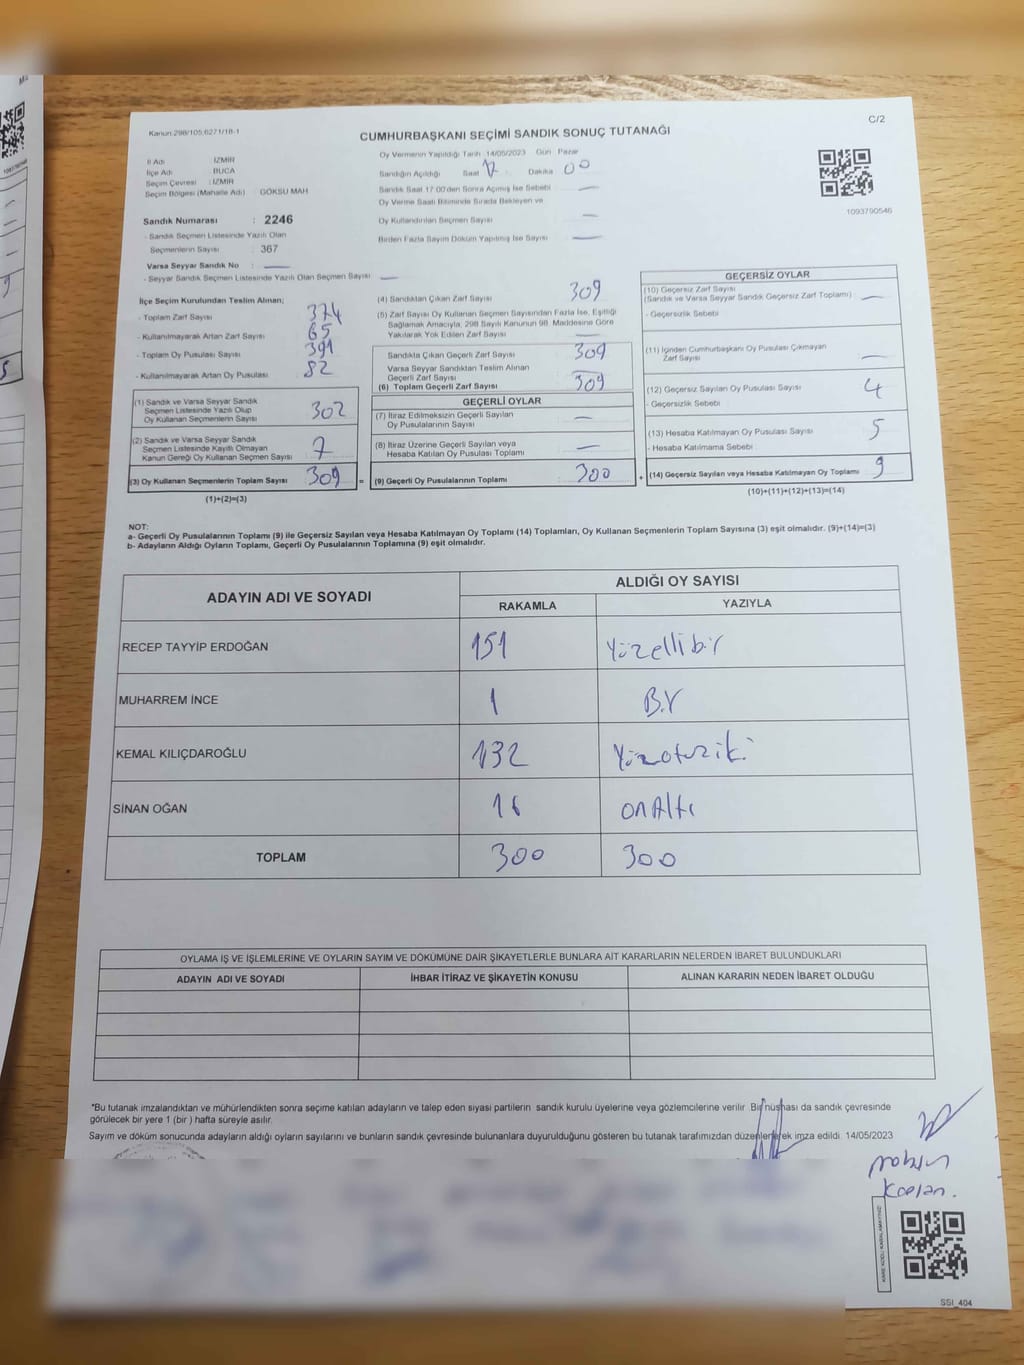 Kanun 298/105;6271/18-1
C/2
CUMHURBAŞKANI SEÇİMİ SANDIK SONUÇ TUTANAĞI
İl Adı : İZMİR
İlçe Adı : BUCA
Seçim Çevresi : İZMİR
Seçim Bölgesi (Mahalle Adı) : GÖKSU MAH
Sandık Numarası : 2246
- Sandık Seçmen Listesinde Yazılı Olan
Seçmenlerin Sayısı : 367
Varsa Seyyar Sandık No : —
- Seyyar Sandık Seçmen Listesinde Yazılı Olan Seçmen Sayısı —
Oy Vermenin Yapıldığı Tarih 14/05/2023 Gün Pazar
Sandığın Açıldığı Saat 17 Dakika 00
Sandık Saat 17:00'den Sonra Açılmış İse Sebebi —
Oy Verme Saati Bitiminde Sırada Bekleyen ve
Oy Kullandırılan Seçmen Sayısı —
Birden Fazla Sayım Döküm Yapılmış İse Sayısı —
1093790546
İlçe Seçim Kurulundan Teslim Alınan;
- Toplam Zarf Sayısı 374
- Kullanılmayarak Artan Zarf Sayısı 65
- Toplam Oy Pusulası Sayısı 391
- Kullanılmayarak Artan Oy Pusulası 82
(1) Sandık ve Varsa Seyyar Sandık
Seçmen Listesinde Yazılı Olup
Oy Kullanan Seçmenlerin Sayısı 302
(2) Sandık ve Varsa Seyyar Sandık
Seçmen Listesinde Kayıtlı Olmayan
Kanun Gereği Oy Kullanan Seçmen Sayısı 7
(3) Oy Kullanan Seçmenlerin Toplam Sayısı 309 =
(1)+(2)=(3)
(4) Sandıktan Çıkan Zarf Sayısı 309
(5) Zarf Sayısı Oy Kullanan Seçmen Sayısından Fazla İse, Eşitliği
Sağlamak Amacıyla, 298 Sayılı Kanunun 98. Maddesine Göre
Yakılarak Yok Edilen Zarf Sayısı —
Sandıkta Çıkan Geçerli Zarf Sayısı 309
Varsa Seyyar Sandıktan Teslim Alınan
Geçerli Zarf Sayısı —
(6) Toplam Geçerli Zarf Sayısı 309
GEÇERLİ OYLAR
(7) İtiraz Edilmeksizin Geçerli Sayılan
Oy Pusulalarının Sayısı —
(8) İtiraz Üzerine Geçerli Sayılan veya
Hesaba Katılan Oy Pusulası Toplamı —
(9) Geçerli Oy Pusulalarının Toplamı 300 +
GEÇERSİZ OYLAR
(10) Geçersiz Zarf Sayısı
(Sandık ve Varsa Seyyar Sandık Geçersiz Zarf Toplamı) —
- Geçersizlik Sebebi
(11) İçinden Cumhurbaşkanı Oy Pusulası Çıkmayan
Zarf Sayısı —
(12) Geçersiz Sayılan Oy Pusulası Sayısı 4
- Geçersizlik Sebebi :
(13) Hesaba Katılmayan Oy Pusulası Sayısı 5
- Hesaba Katılmama Sebebi :
(14) Geçersiz Sayılan veya Hesaba Katılmayan Oy Toplamı 9
(10)+(11)+(12)+(13)=(14)
NOT:
a- Geçerli Oy Pusulalarının Toplamı (9) ile Geçersiz Sayılan veya Hesaba Katılmayan Oy Toplamı (14) Toplamları, Oy Kullanan Seçmenlerin Toplam Sayısına (3) eşit olmalıdır. (9)+(14)=(3)
b- Adayların Aldığı Oyların Toplamı, Geçerli Oy Pusulalarının Toplamına (9) eşit olmalıdır.
ADAYIN ADI VE SOYADI ALDIĞI OY SAYISI
RAKAMLA YAZIYLA
RECEP TAYYİP ERDOĞAN 151 Yüzellibir
MUHARREM İNCE 1 Bir
KEMAL KILIÇDAROĞLU 132 Yüzotuziki
SİNAN OĞAN 16 onAltı
TOPLAM 300 300
OYLAMA İŞ VE İŞLEMLERİNE VE OYLARIN SAYIM VE DÖKÜMÜNE DAİR ŞİKAYETLERLE BUNLARA AİT KARARLARIN NELERDEN İBARET BULUNDUKLARI
ADAYIN ADI VE SOYADI İHBAR İTİRAZ VE ŞİKAYETİN KONUSU ALINAN KARARIN NEDEN İBARET OLDUĞU
*Bu tutanak imzalandıktan ve mühürlendikten sonra seçime katılan adayların ve talep eden siyasi partilerin sandık kurulu üyelerine veya gözlemcilerine verilir. Bir nüshası da sandık çevresinde
görülecek bir yere 1 (bir ) hafta süreyle asılır.
Sayım ve döküm sonucunda adayların aldığı oyların sayılarını ve bunların sandık çevresinde bulunanlara duyurulduğunu gösteren bu tutanak tarafımızdan düzenlenerek imza edildi. 14/05/2023
Kaplan.
KARE KODU KARALAMAYINIZ
SSI_404